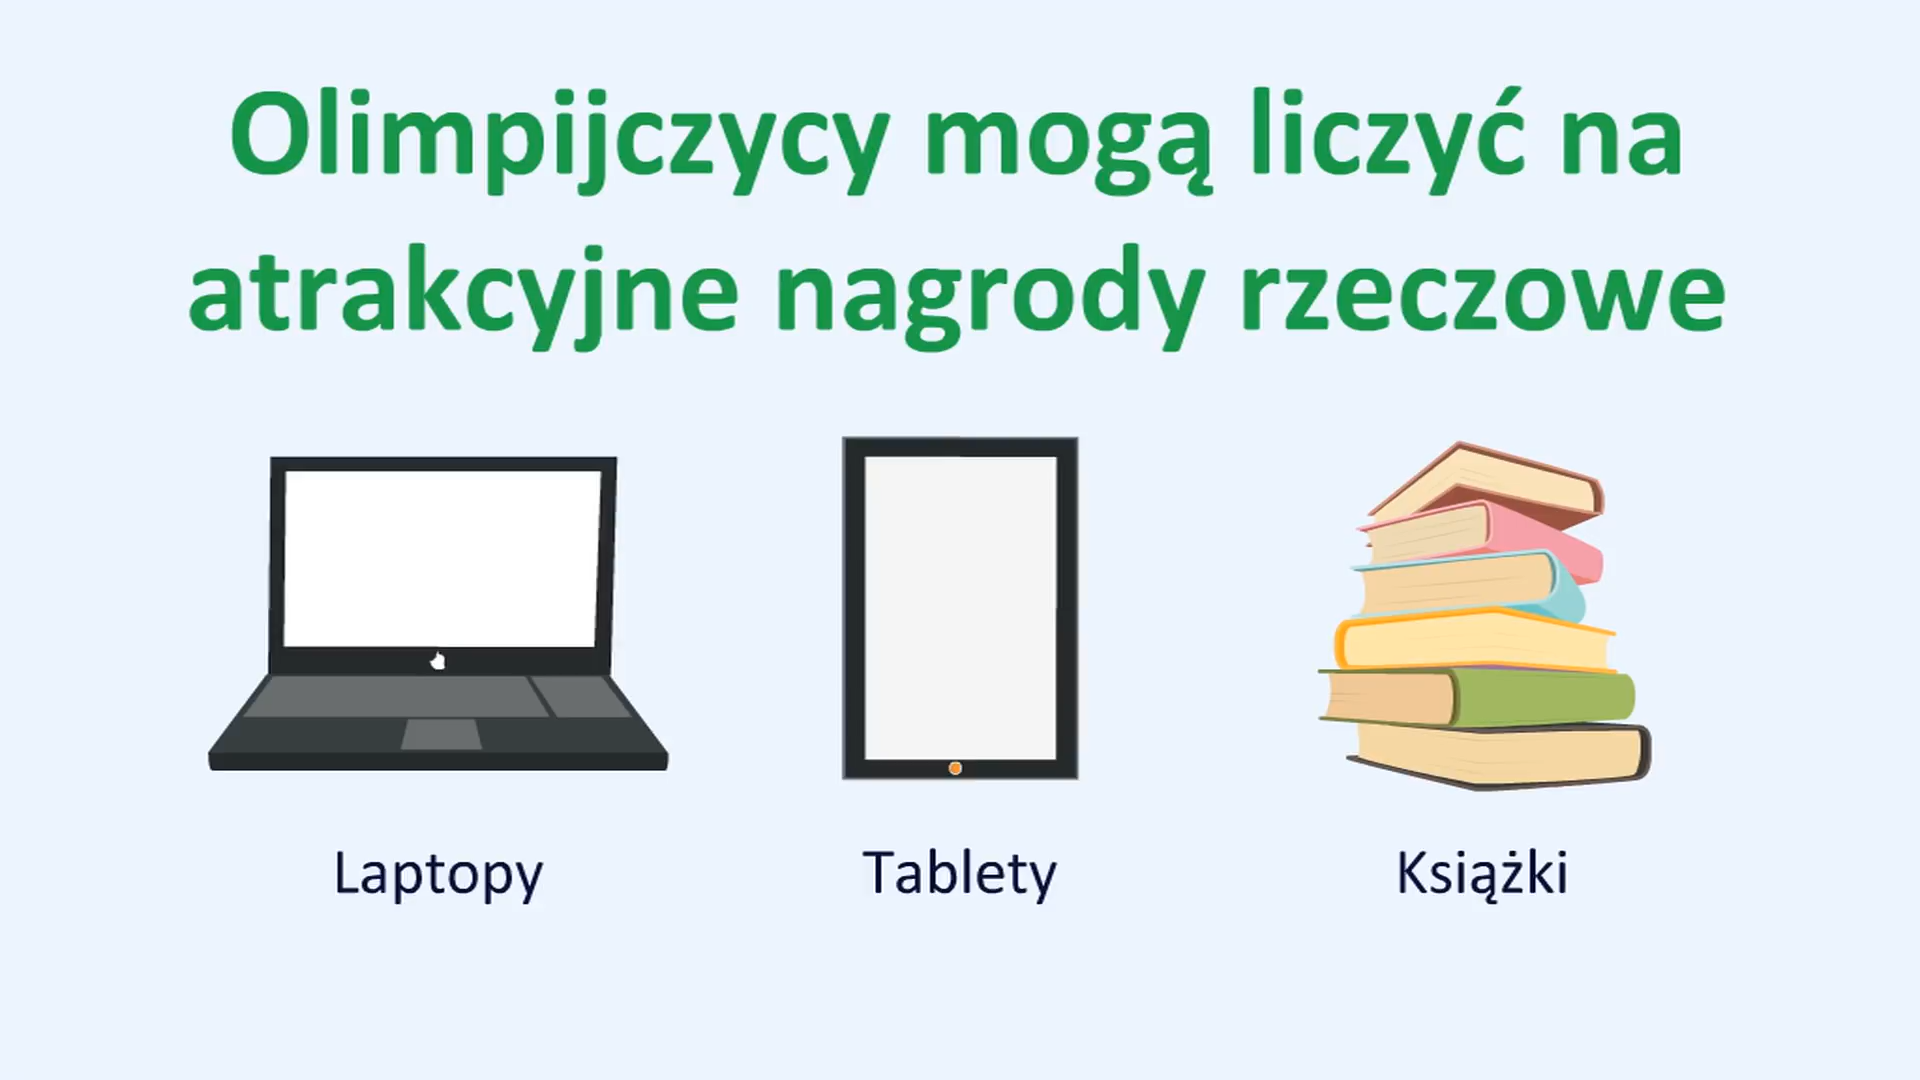 Olimpijczycy mogą liczyć na
atrakcyjne nagrody rzeczowe
Laptopy
Tablety
Książki